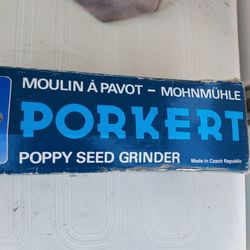 MOULIN À PAVOT – MOHNMÜHLE
PORKERT
POPPY SEED GRINDER
Made in Czech Republic